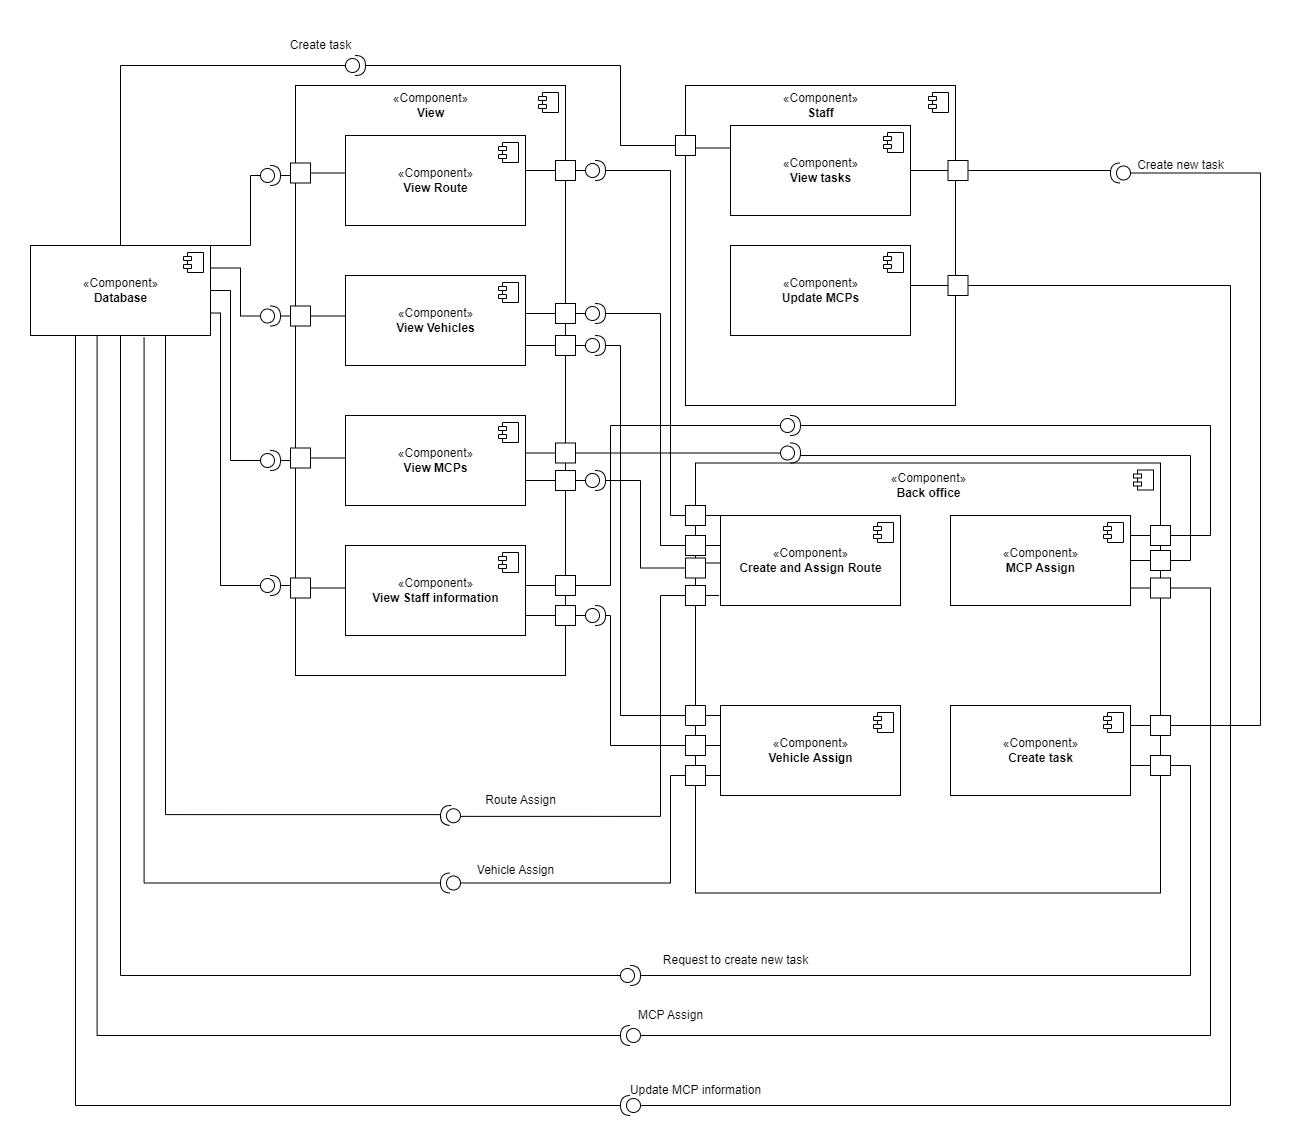 Create task
«Component»
View
«Component»
Staff
«Component»
View Route
«Component»
View tasks
Create new task
«Component»
Database
«Component»
View Vehicles
«Component»
Update MCPs
«Component»
View MCPs
«Component»
Back office
«Component»
View Staff information
«Component»
Create and Assign Route
«Component»
MCP Assign
«Component»
Vehicle Assign
«Component»
Create task
Route Assign
Vehicle Assign
Request to create new task
MCP Assign
Update MCP information